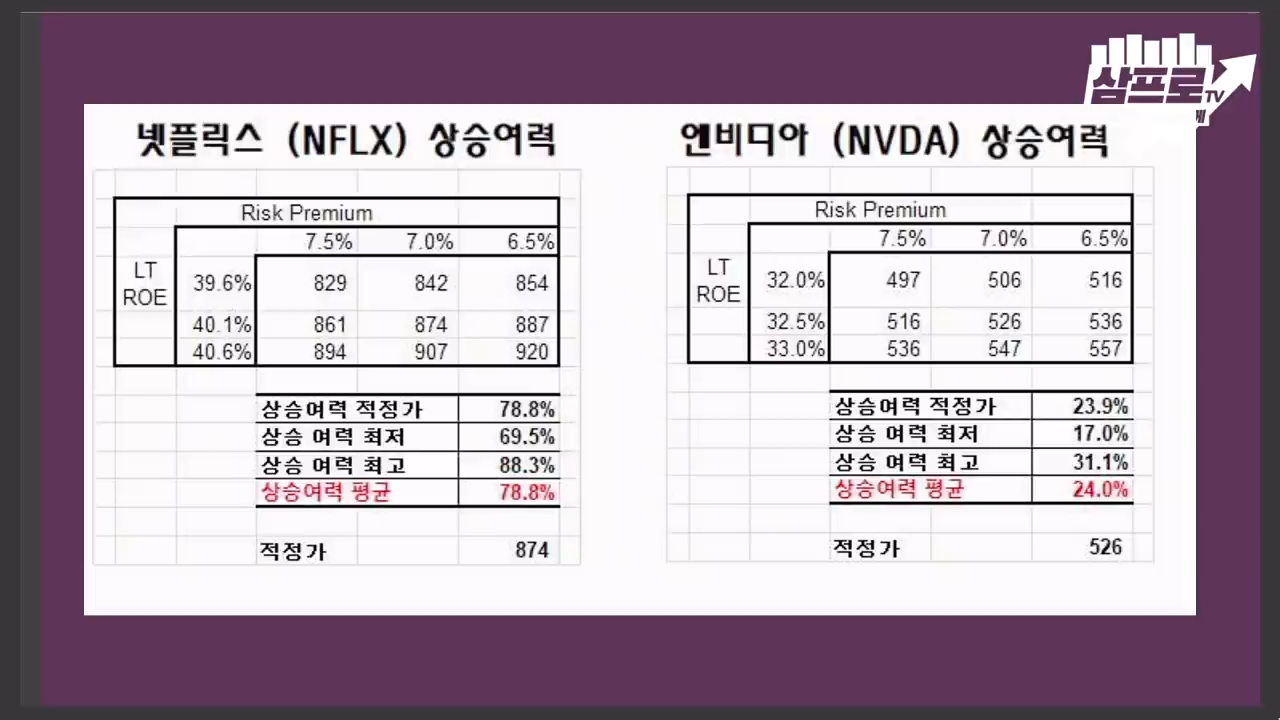 삼프로TV
넷플릭스 (NFLX) 상승여력
Risk Premium
7.5% 7.0% 6.5%
LT ROE
39.6% 829 842 854
40.1% 861 874 887
40.6% 894 907 920
상승여력 적정가 78.8%
상승 여력 최저 69.5%
상승 여력 최고 88.3%
상승여력 평균 78.8%
적정가 874
엔비디아 (NVDA) 상승여력
Risk Premium
7.5% 7.0% 6.5%
LT ROE
32.0% 497 506 516
32.5% 516 526 536
33.0% 536 547 557
상승여력 적정가 23.9%
상승 여력 최저 17.0%
상승 여력 최고 31.1%
상승여력 평균 24.0%
적정가 526